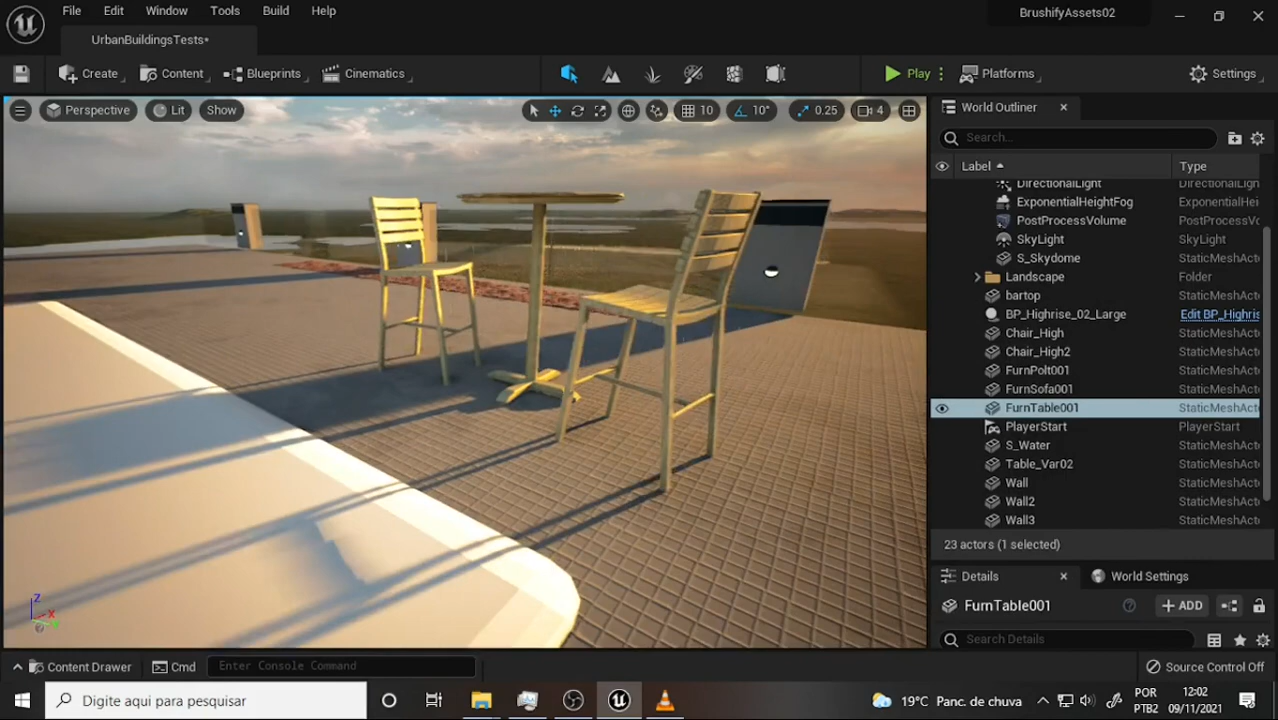 File Edit Window Tools Build Help
BrushifyAssets02
UrbanBuildingsTests*
Create Content Blueprints Cinematics Play Platforms Settings
Perspective Lit Show 10 10° 0.25 4
World Outliner
Search...
Label Type
DirectionalLight DirectionalLigh
ExponentialHeightFog ExponentialHei
PostProcessVolume PostProcessVol
SkyLight SkyLight
S_Skydome StaticMeshActo
Landscape Folder
bartop StaticMeshActo
BP_Highrise_02_Large Edit BP_Highris
Chair_High StaticMeshActo
Chair_High2 StaticMeshActo
FurnPolt001 StaticMeshActo
FurnSofa001 StaticMeshActo
FurnTable001 StaticMeshActo
PlayerStart PlayerStart
S_Water StaticMeshActo
Table_Var02 StaticMeshActo
Wall StaticMeshActo
Wall2 StaticMeshActo
Wall3 StaticMeshActo
23 actors (1 selected)
Details World Settings
FurnTable001 ADD
Search Details
Z X Y
Content Drawer Cmd Enter Console Command Source Control Off
Digite aqui para pesquisar
19°C Panc. de chuva
POR
PTB2
12:02
09/11/2021